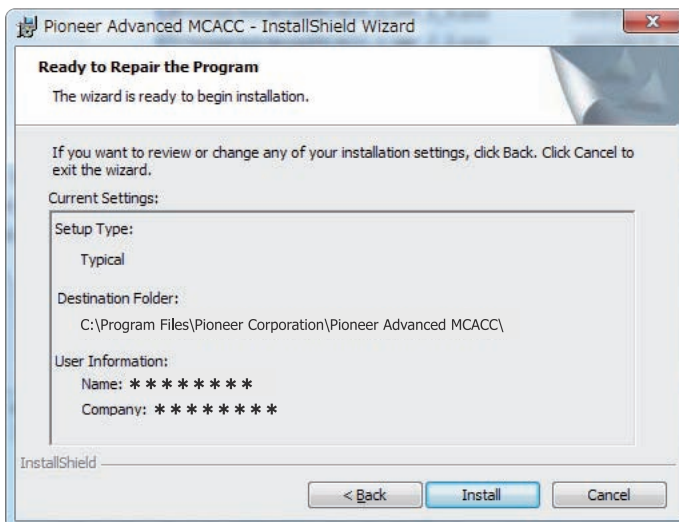 Pioneer Advanced MCACC - InstallShield Wizard
Ready to Repair the Program
The wizard is ready to begin installation.
If you want to review or change any of your installation settings, click Back. Click Cancel to
exit the wizard.
Current Settings:
Setup Type:
Typical
Destination Folder:
C:\Program Files\Pioneer Corporation\Pioneer Advanced MCACC\
User Information:
Name: ********
Company: ********
InstallShield
< Back
Install
Cancel